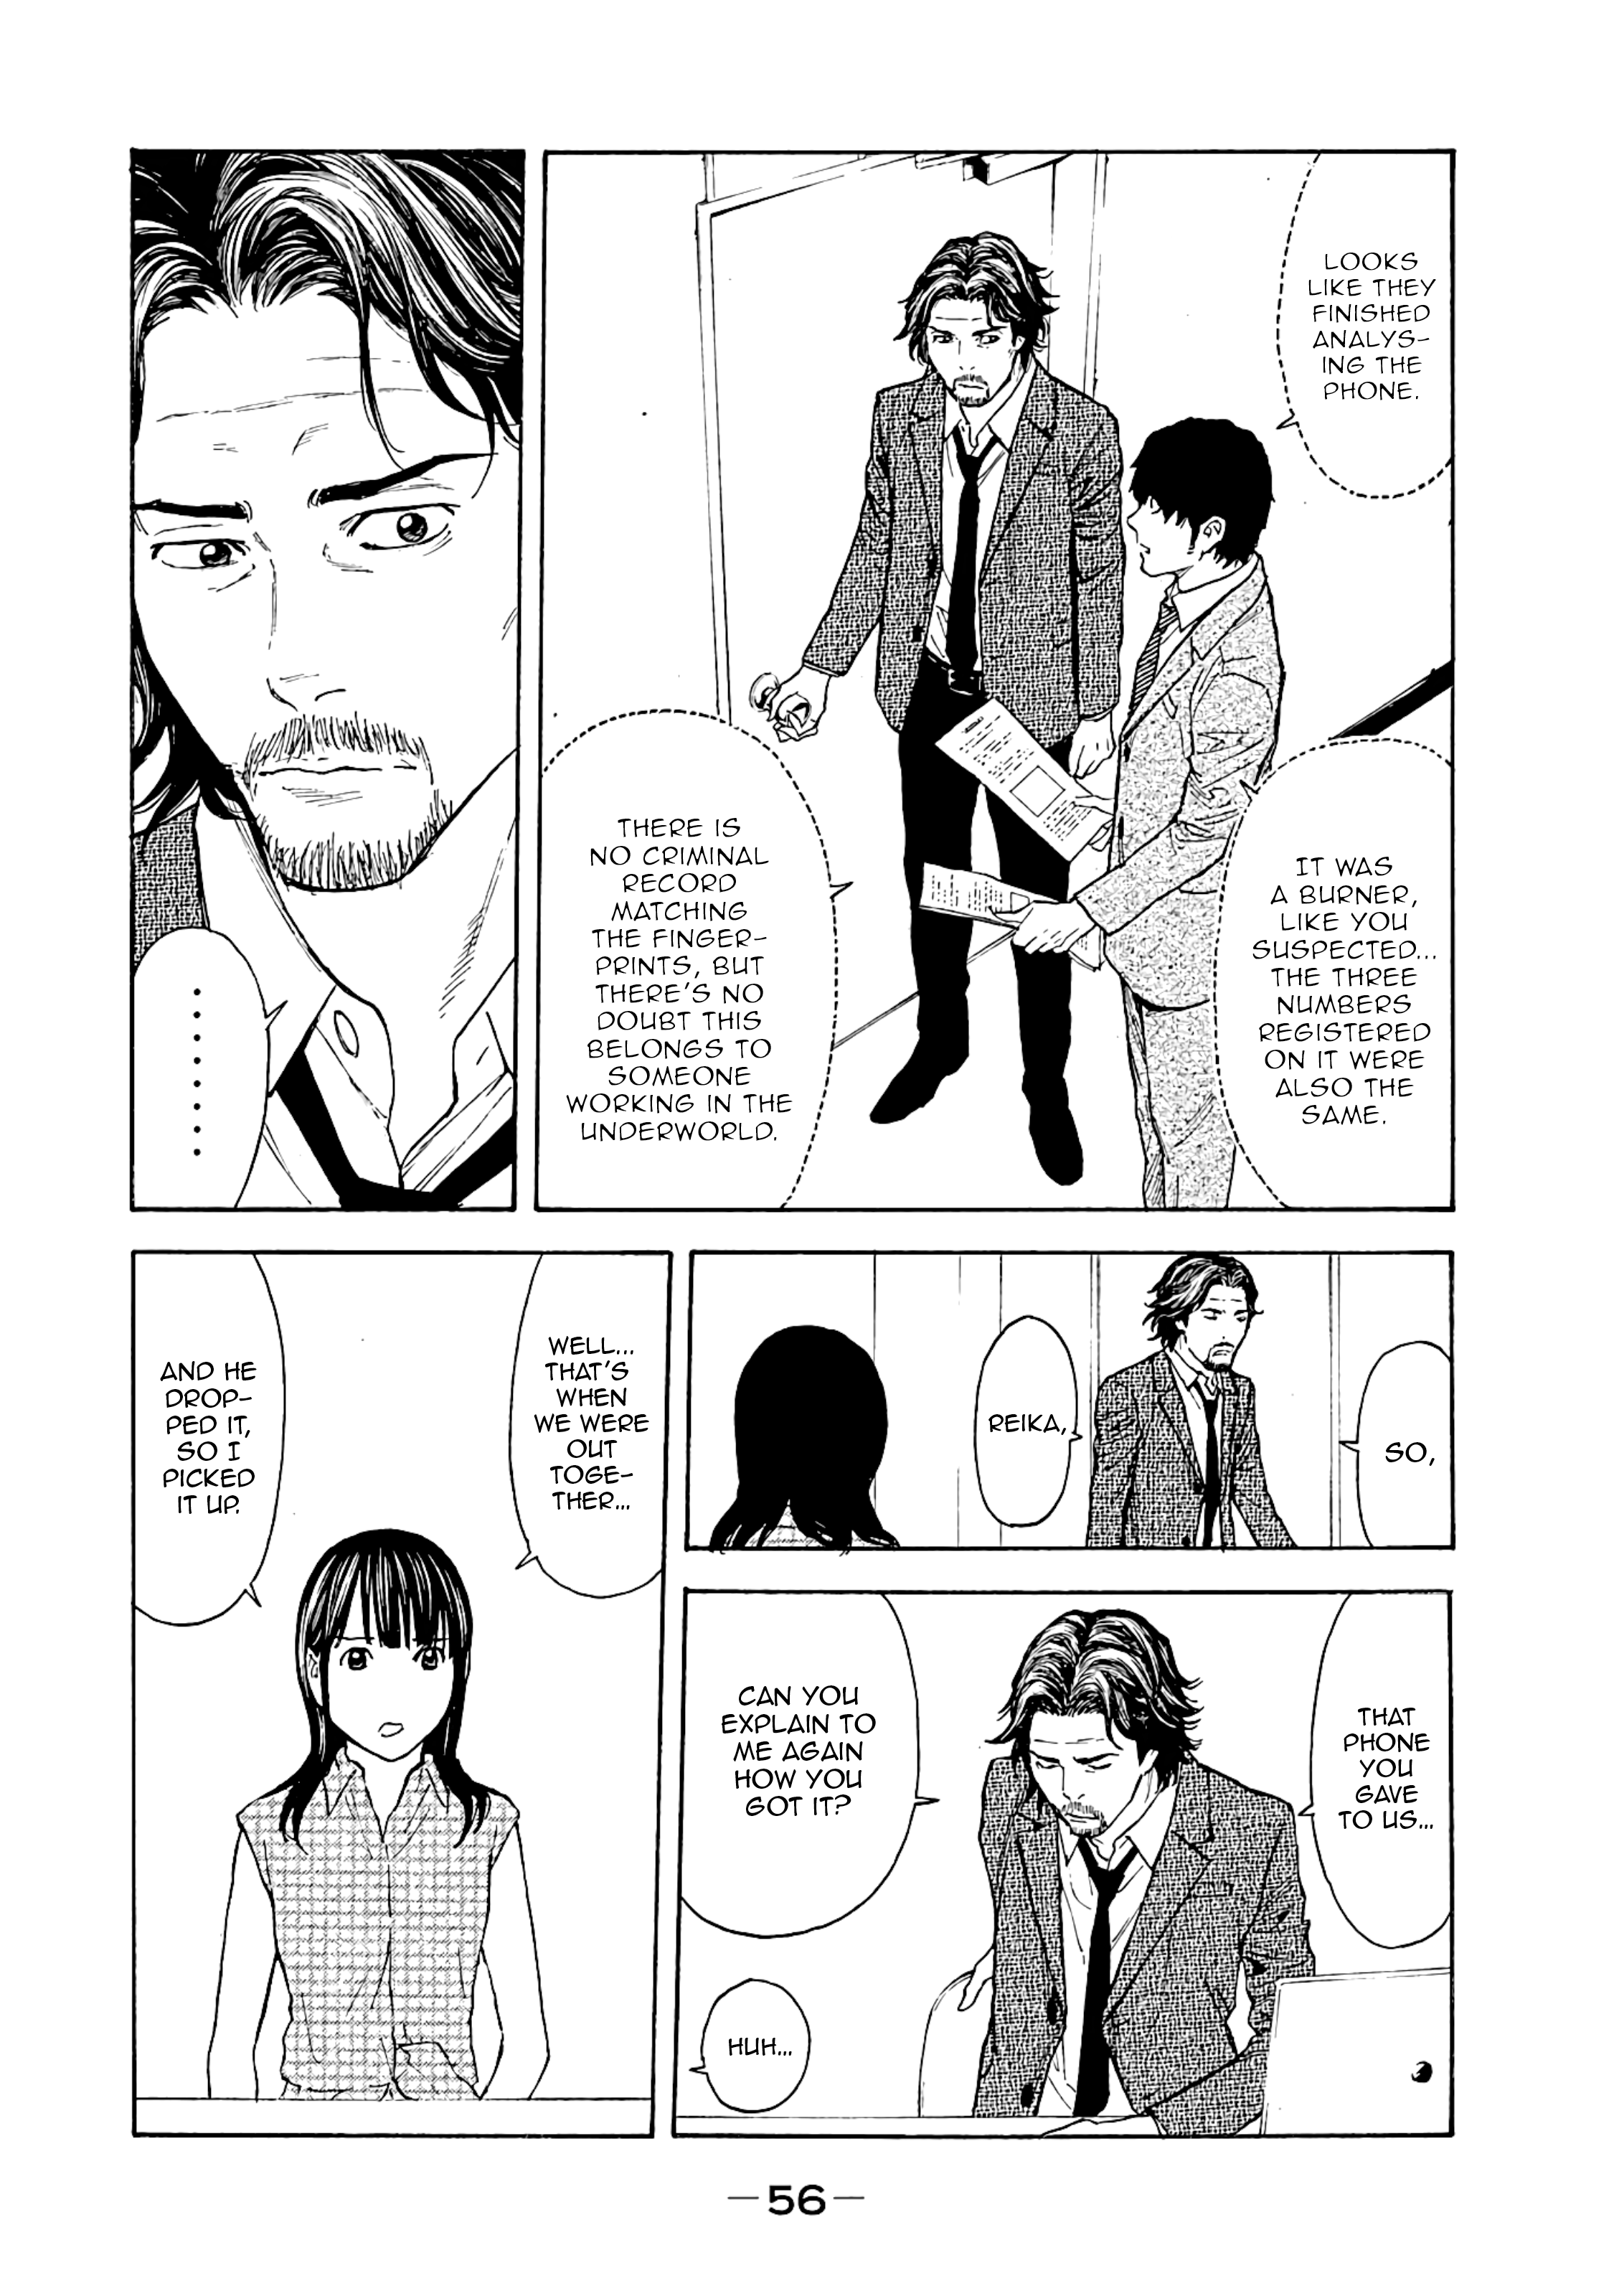 LOOKS
LIKE THEY
FINISHED
ANALYS-
ING THE
PHONE.
IT WAS
A BURNER,
LIKE YOU
SUSPECTED...
THE THREE
NUMBERS
REGISTERED
ON IT WERE
ALSO THE
SAME.
THERE IS
NO CRIMINAL
RECORD
MATCHING
THE FINGER-
PRINTS, BUT
THERE'S NO
DOUBT THIS
BELONGS TO
SOMEONE
WORKING IN THE
UNDERWORLD.
........
SO,
REIKA,
THAT
PHONE
YOU
GAVE
TO US...
CAN YOU
EXPLAIN TO
ME AGAIN
HOW YOU
GOT IT?
HUH...
WELL...
THAT'S
WHEN
WE WERE
OUT
TOGE-
THER...
AND HE
DROP-
PED IT,
SO I
PICKED
IT UP.
—56—